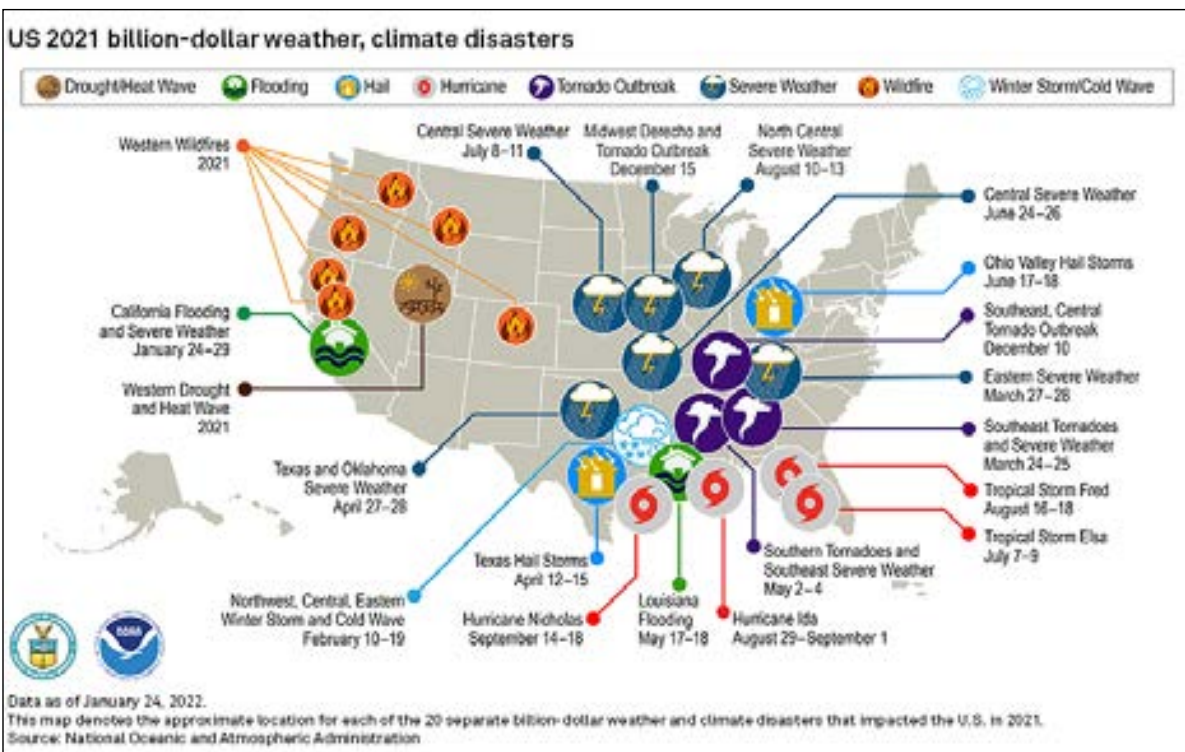 US 2021 billion-dollar weather, climate disasters
Drought/Heat Wave
Flooding
Hail
Hurricane
Tornado Outbreak
Severe Weather
Wildfire
Winter Storm/Cold Wave
Western Wildfires
2021
Central Severe Weather
July 8–11
Midwest Derecho and
Tornado Outbreak
December 15
North Central
Severe Weather
August 10–13
Central Severe Weather
June 24–26
Ohio Valley Hail Storms
June 17–18
California Flooding
and Severe Weather
January 24–29
Southeast, Central
Tornado Outbreak
December 10
Western Drought
and Heat Wave
2021
Eastern Severe Weather
March 27–28
Southeast Tornadoes
and Severe Weather
March 24–25
Texas and Oklahoma
Severe Weather
April 27–28
Tropical Storm Fred
August 16–18
Tropical Storm Elsa
July 7–9
Texas Hail Storms
April 12–15
Southern Tornadoes and
Southeast Severe Weather
May 2–4
Northwest, Central, Eastern
Winter Storm and Cold Wave
February 10–19
Hurricane Nicholas
September 14–18
Louisiana
Flooding
May 17–18
Hurricane Ida
August 29–September 1
Data as of January 24, 2022.
This map denotes the approximate location for each of the 20 separate billion-dollar weather and climate disasters that impacted the U.S. in 2021.
Source: National Oceanic and Atmospheric Administration